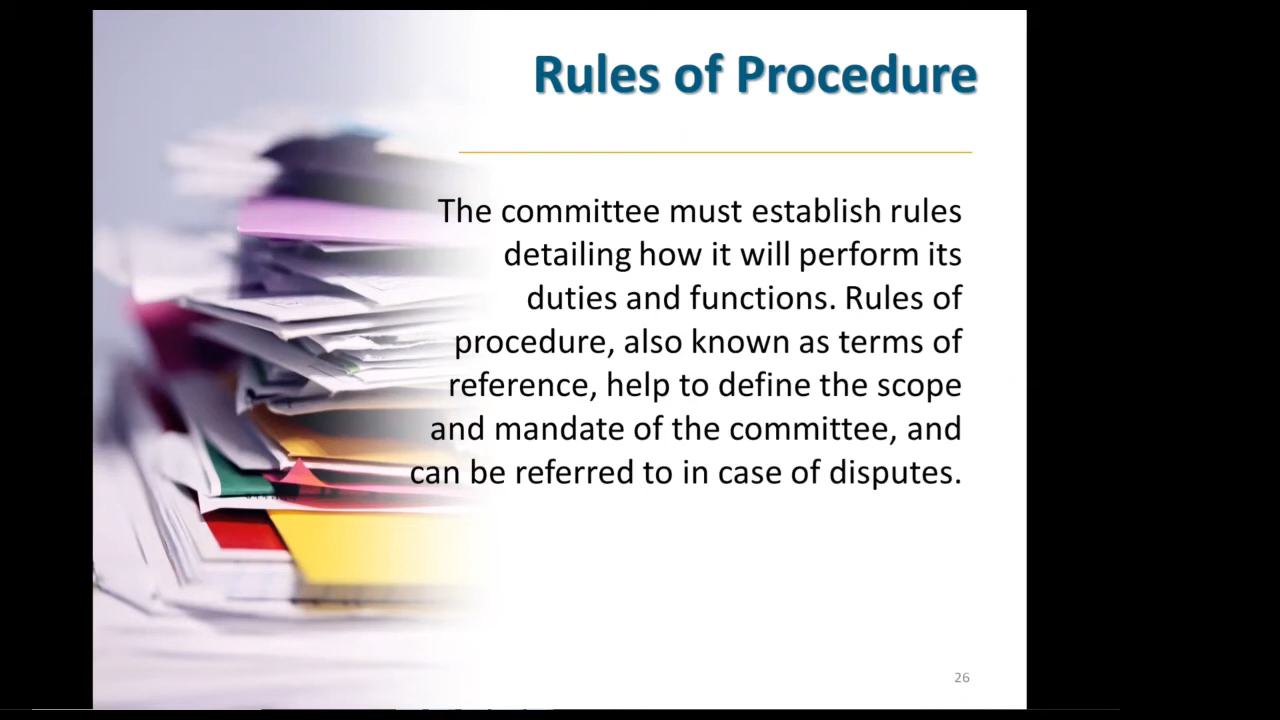 Rules of Procedure
The committee must establish rules
detailing how it will perform its
duties and functions. Rules of
procedure, also known as terms of
reference, help to define the scope
and mandate of the committee, and
can be referred to in case of disputes.
26